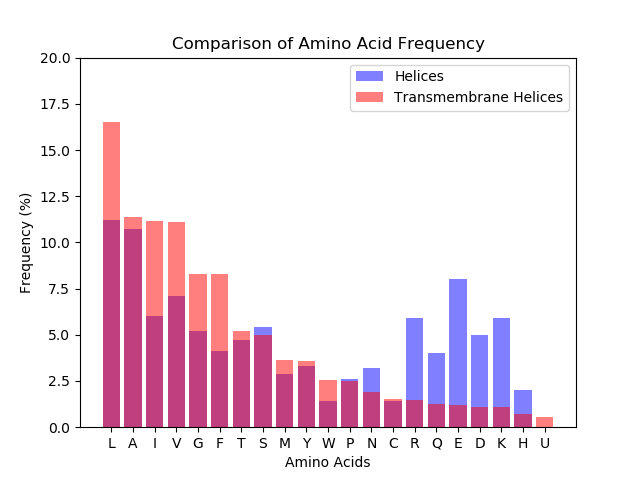 Comparison of Amino Acid Frequency
Helices
Transmembrane Helices
Frequency (%)
20.0
17.5
15.0
12.5
10.0
7.5
5.0
2.5
0.0
L A I V G F T S M Y W P N C R Q E D K H U
Amino Acids